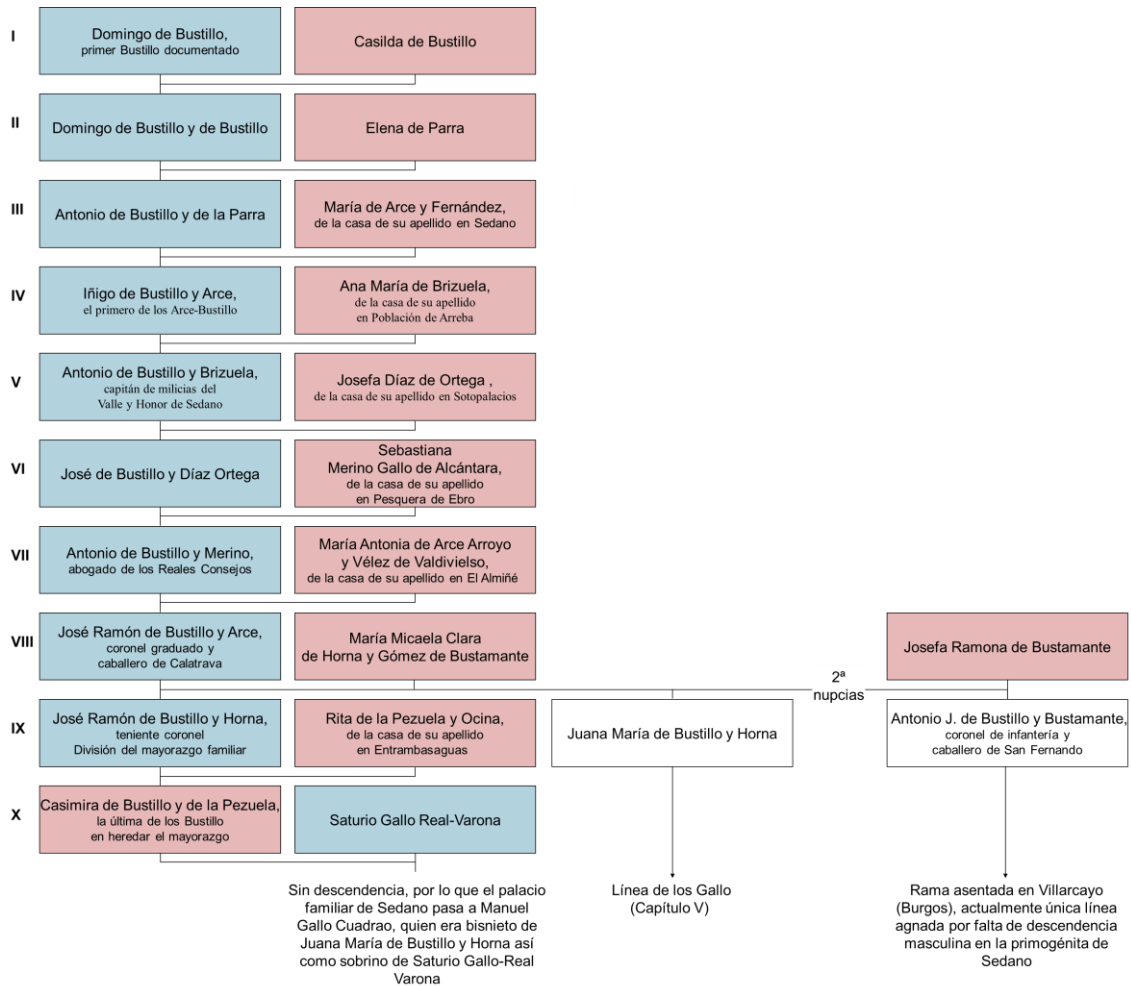 I
Domingo de Bustillo,
primer Bustillo documentado
Casilda de Bustillo
II
Domingo de Bustillo y de Bustillo
Elena de Parra
III
Antonio de Bustillo y de la Parra
María de Arce y Fernández,
de la casa de su apellido en Sedano
IV
Iñigo de Bustillo y Arce,
el primero de los Arce-Bustillo
Ana María de Brizuela,
de la casa de su apellido
en Población de Arreba
V
Antonio de Bustillo y Brizuela,
capitán de milicias del
Valle y Honor de Sedano
Josefa Díaz de Ortega ,
de la casa de su apellido en Sotopalacios
VI
José de Bustillo y Díaz Ortega
Sebastiana
Merino Gallo de Alcántara,
de la casa de su apellido
en Pesquera de Ebro
VII
Antonio de Bustillo y Merino,
abogado de los Reales Consejos
María Antonia de Arce Arroyo
y Vélez de Valdivielso,
de la casa de su apellido en El Almiñé
VIII
José Ramón de Bustillo y Arce,
coronel graduado y
caballero de Calatrava
María Micaela Clara
de Horna y Gómez de Bustamante
Josefa Ramona de Bustamante
2ª
nupcias
IX
José Ramón de Bustillo y Horna,
teniente coronel
División del mayorazgo familiar
Rita de la Pezuela y Ocina,
de la casa de su apellido
en Entrambasaguas
Juana María de Bustillo y Horna
Antonio J. de Bustillo y Bustamante,
coronel de infantería y
caballero de San Fernando
X
Casimira de Bustillo y de la Pezuela,
la última de los Bustillo
en heredar el mayorazgo
Saturio Gallo Real-Varona
Sin descendencia, por lo que el palacio
familiar de Sedano pasa a Manuel
Gallo Cuadrao, quien era bisnieto de
Juana María de Bustillo y Horna así
como sobrino de Saturio Gallo-Real
Varona
Línea de los Gallo
(Capítulo V)
Rama asentada en Villarcayo
(Burgos), actualmente única línea
agnada por falta de descendencia
masculina en la primogénita de
Sedano